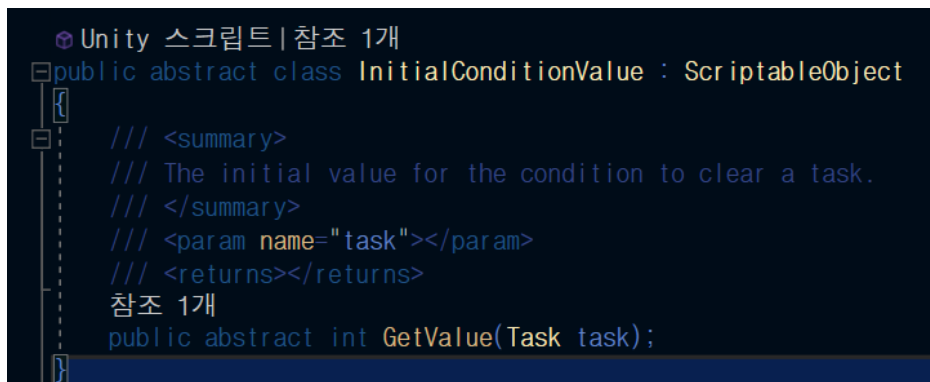 Unity 스크립트 | 참조 1개
public abstract class InitialConditionValue : ScriptableObject
{
/// <summary>
/// The initial value for the condition to clear a task.
/// </summary>
/// <param name="task"></param>
/// <returns></returns>
참조 1개
public abstract int GetValue(Task task);
}